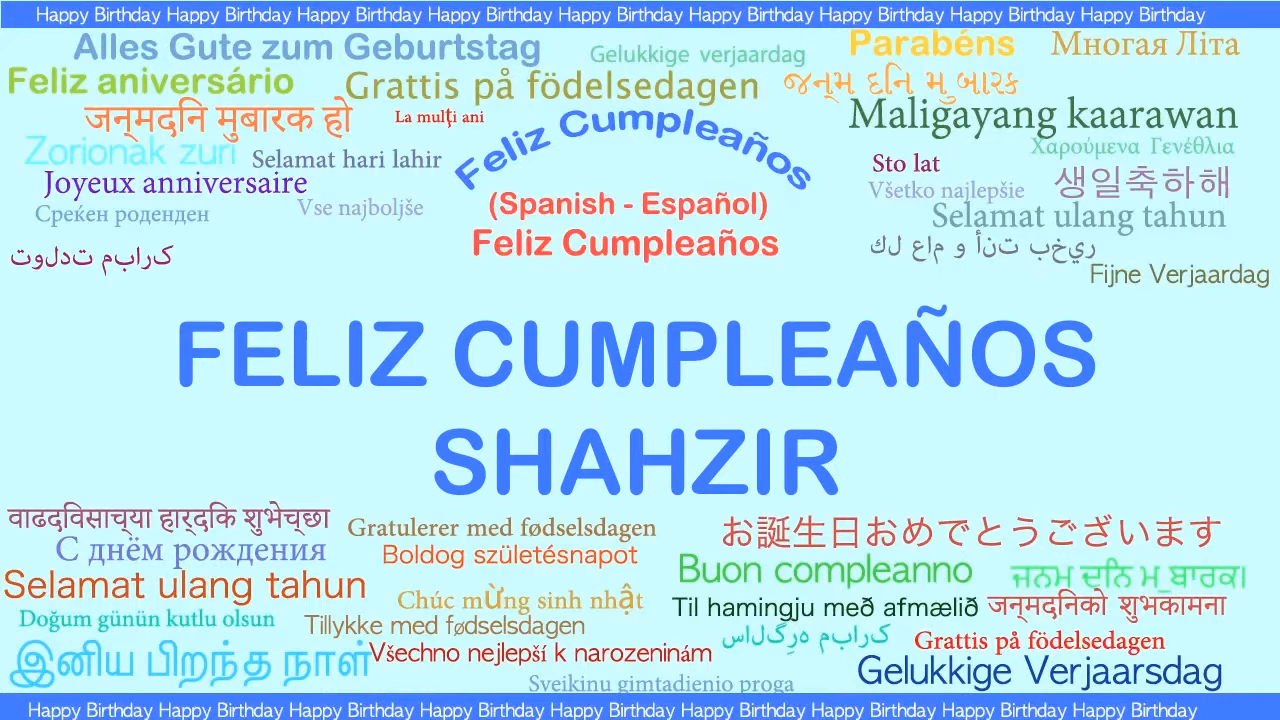 Happy Birthday Happy Birthday Happy Birthday Happy Birthday Happy Birthday Happy Birthday Happy Birthday Happy Birthday Happy Birthday
Alles Gute zum Geburtstag
Gelukkige verjaardag
Parabéns
Многая Літа
Feliz aniversário
Grattis på födelsedagen
જન્મ દિન મુબારક
जन्मदिन मुबारक हो
La mulţi ani
Feliz Cumpleaños
Maligayang kaarawan
Zorionak zuri
Selamat hari lahir
Χαρούμενα Γενέθλια
Sto lat
Joyeux anniversaire
(Spanish - Español)
Všetko najlepšie
생일축하해
Среќен роденден
Vse najboljše
Selamat ulang tahun
Feliz Cumpleaños
تولدت مبارک
كل عام و أنت بخير
Fijne Verjaardag
FELIZ CUMPLEAÑOS
SHAHZIR
वाढदिवसाच्या हार्दिक शुभेच्छा
Gratulerer med fødselsdagen
お誕生日おめでとうございます
С днём рождения
Boldog születésnapot
Buon compleanno
ਜਨਮ ਦਿਨ ਮੁਬਾਰਕ।
Selamat ulang tahun
Chúc mừng sinh nhật
Til hamingju með afmælið
जन्मदिनको शुभकामना
Doğum günün kutlu olsun
Tillykke med fødselsdagen
سالگرہ مبارک
Grattis på födelsedagen
இனிய பிறந்த நாள்
Všechno nejlepší k narozeninám
Gelukkige Verjaarsdag
Sveikinu gimtadienio proga
Happy Birthday Happy Birthday Happy Birthday Happy Birthday Happy Birthday Happy Birthday Happy Birthday Happy Birthday Happy Birthday